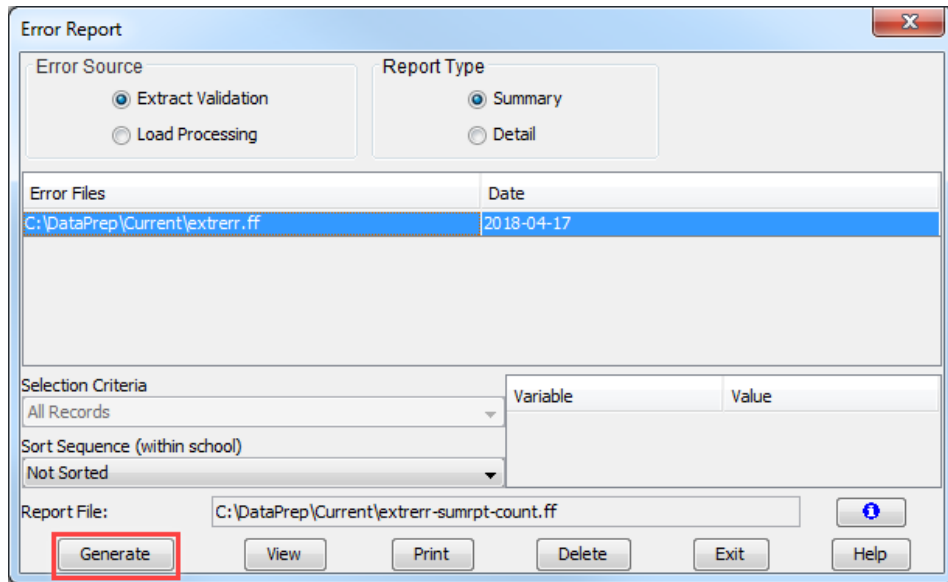 Error Report
Error Source
Report Type
Extract Validation
Summary
Load Processing
Detail
Error Files Date
C:\DataPrep\Current\extrerr.ff 2018-04-17
Selection Criteria
Variable Value
All Records
Sort Sequence (within school)
Not Sorted
Report File: C:\DataPrep\Current\extrerr-sumrpt-count.ff
Generate View Print Delete Exit Help